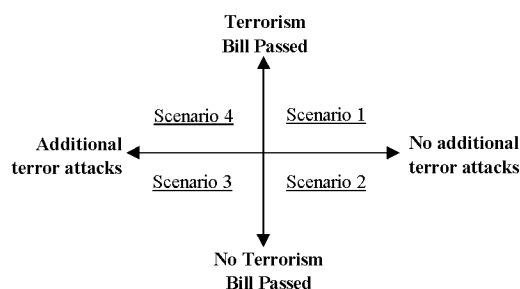 Terrorism
Bill Passed
Scenario 4
Scenario 1
Additional
terror attacks
No additional
terror attacks
Scenario 3
Scenario 2
No Terrorism
Bill Passed